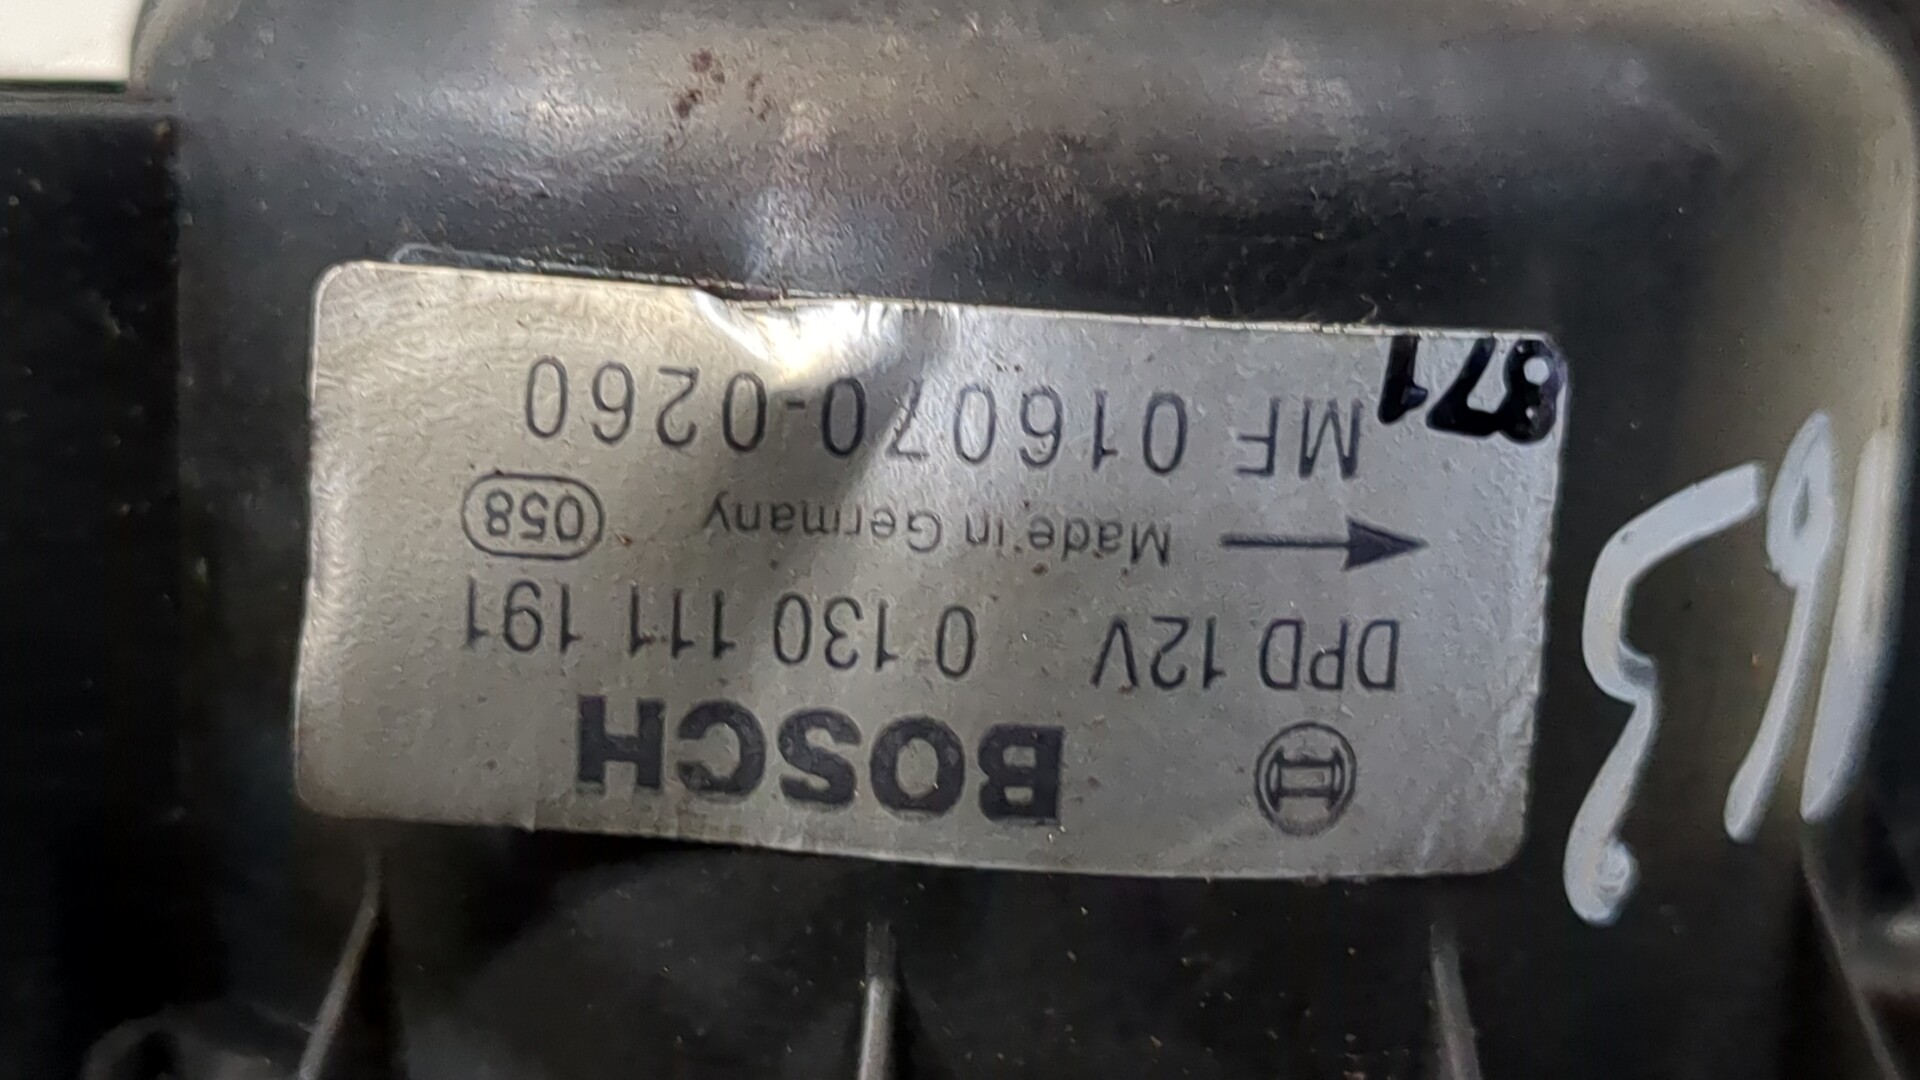 BOSCH
DPD 12V 0 130 111 191
Made in Germany 058
MF 016070-0260
871